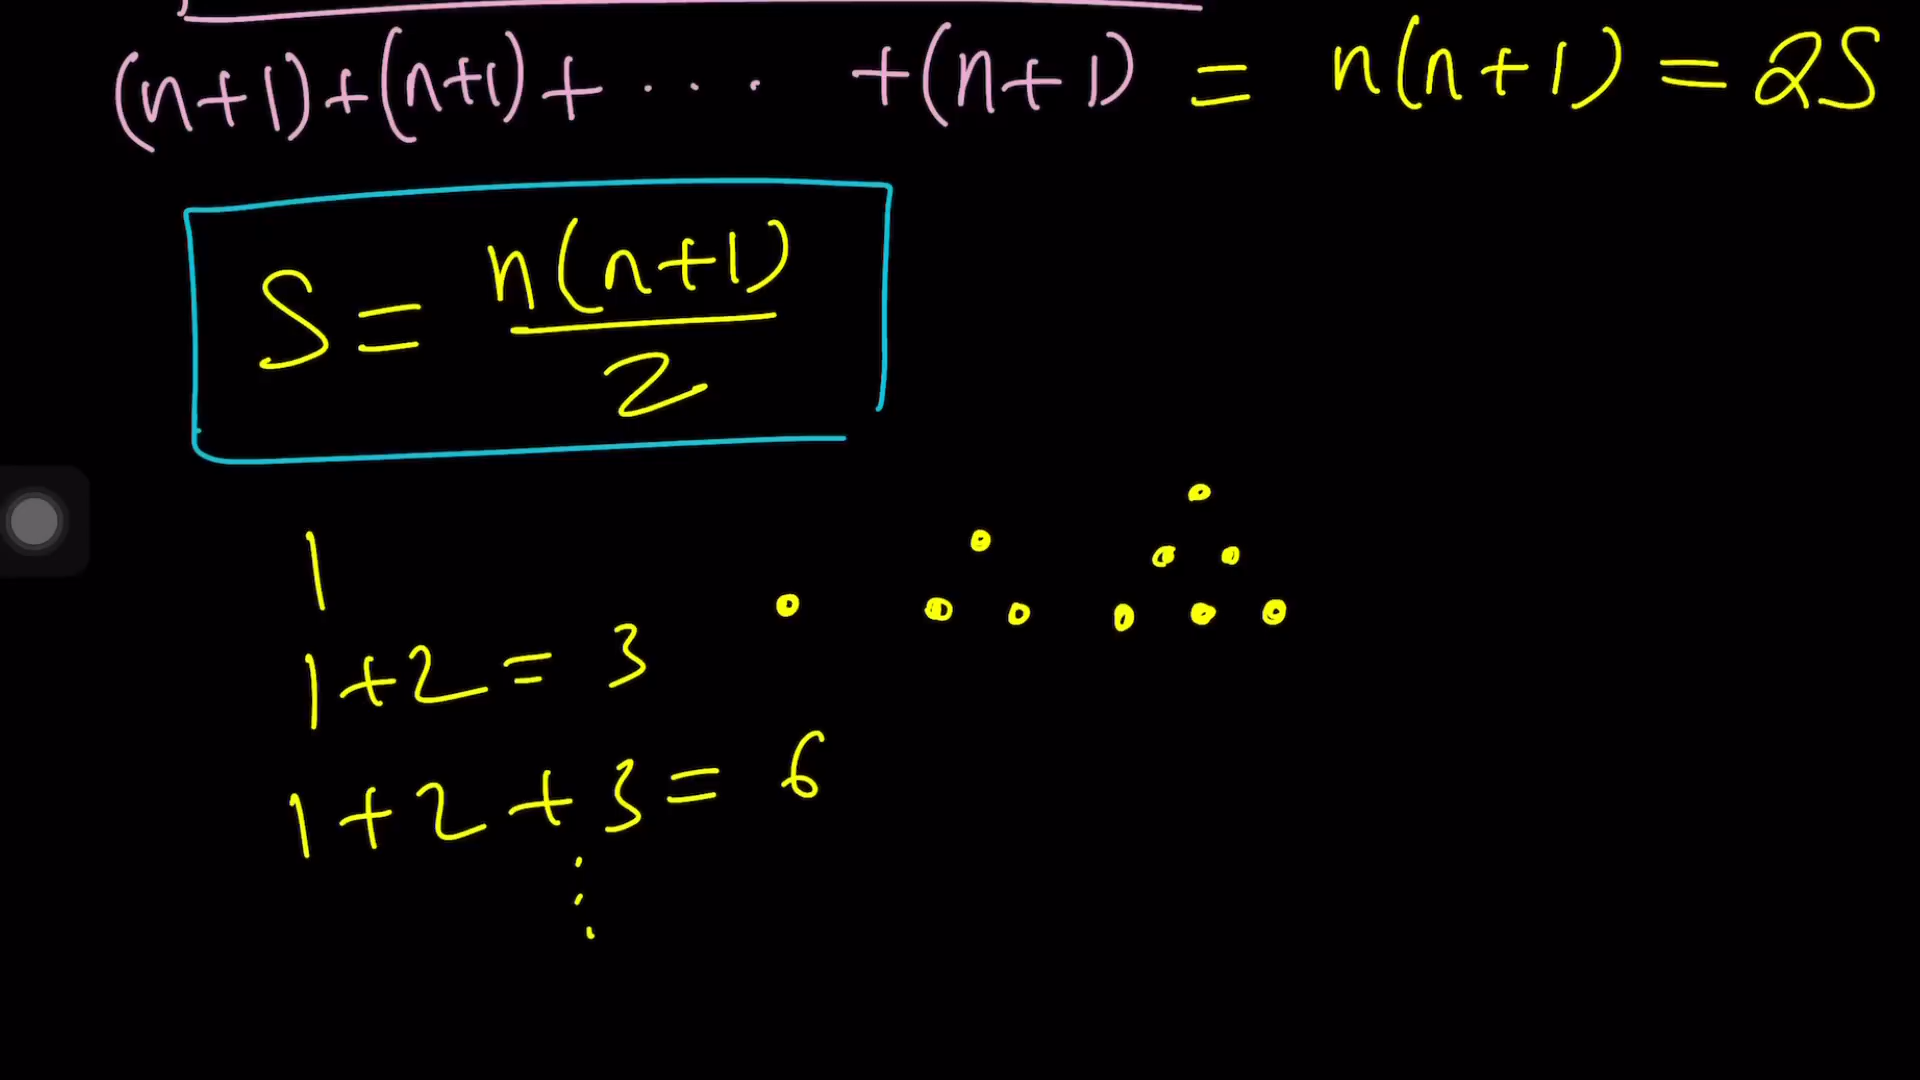 (n+1)+(n+1)+ . . . . +(n+1) = n(n+1) = 2S
S = n(n+1)/2
1
1+2 = 3
1+2+3 = 6
⋮